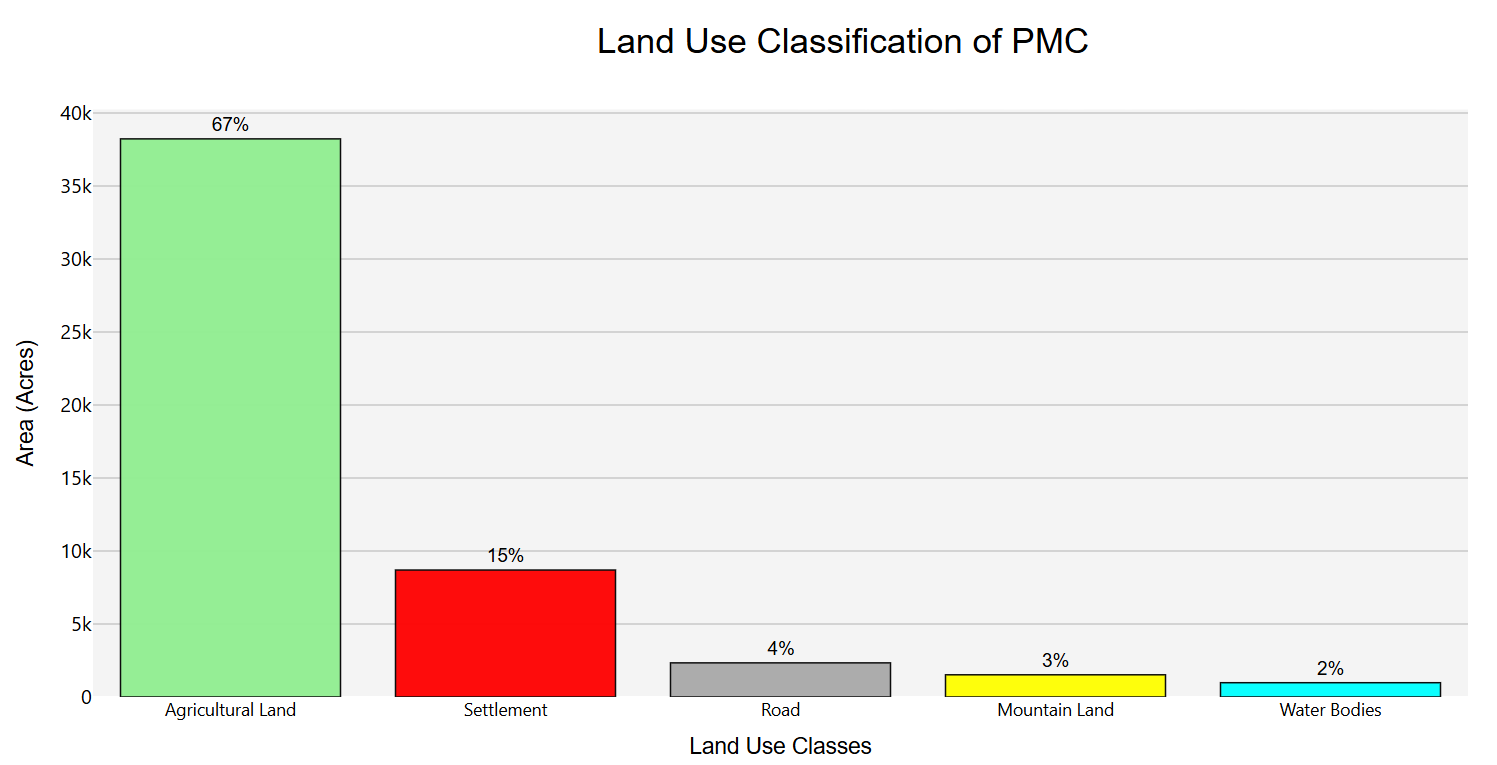 Land Use Classification of PMC
40k
35k
30k
25k
20k
15k
10k
5k
0
Area (Acres)
67%
15%
4%
3%
2%
Agricultural Land
Settlement
Road
Mountain Land
Water Bodies
Land Use Classes